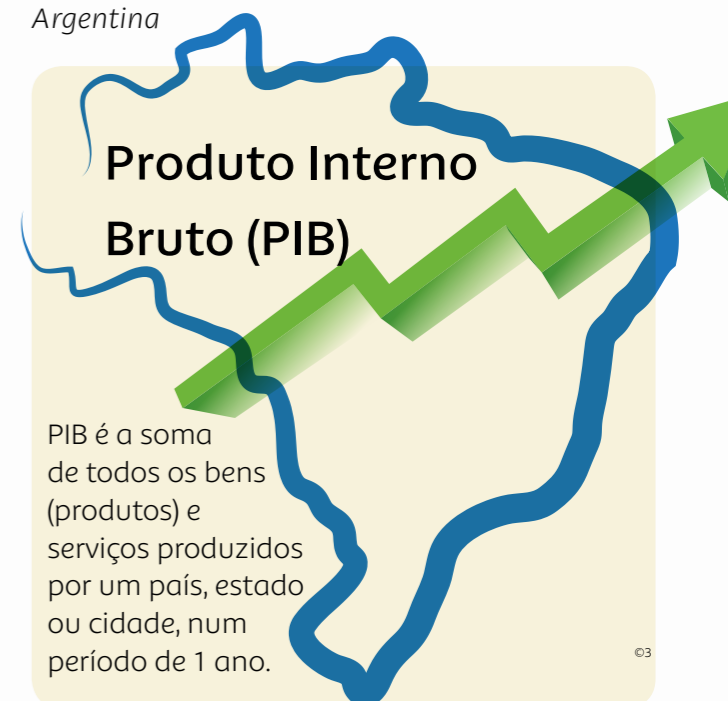 Argentina
Produto Interno
Bruto (PIB)
PIB é a soma
de todos os bens
(produtos) e
serviços produzidos
por um país, estado
ou cidade, num
período de 1 ano.
©3